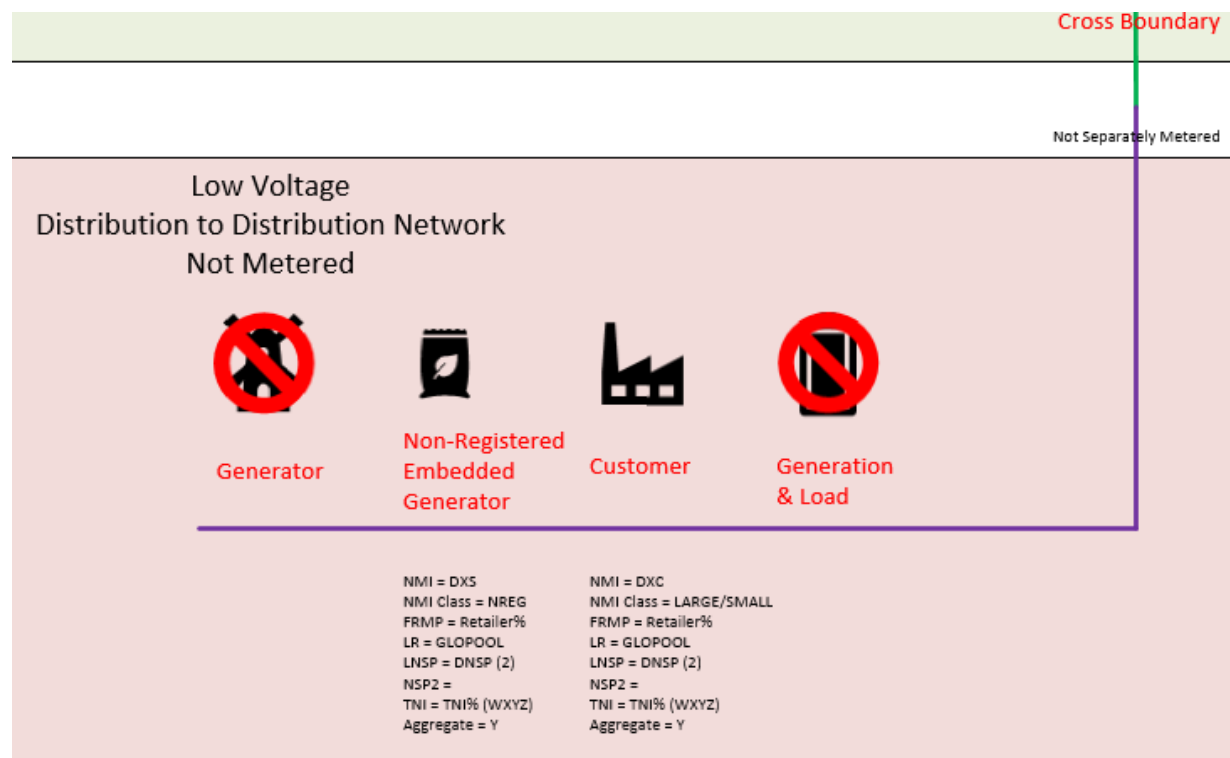 Cross Boundary
Not Separately Metered
Low Voltage
Distribution to Distribution Network
Not Metered
Generator
Non-Registered
Embedded
Generator
Customer
Generation
& Load
NMI = DXS
NMI Class = NREG
FRMP = Retailer%
LR = GLOPOOL
LNSP = DNSP (2)
NSP2 =
TNI = TNI% (WXYZ)
Aggregate = Y
NMI = DXC
NMI Class = LARGE/SMALL
FRMP = Retailer%
LR = GLOPOOL
LNSP = DNSP (2)
NSP2 =
TNI = TNI% (WXYZ)
Aggregate = Y